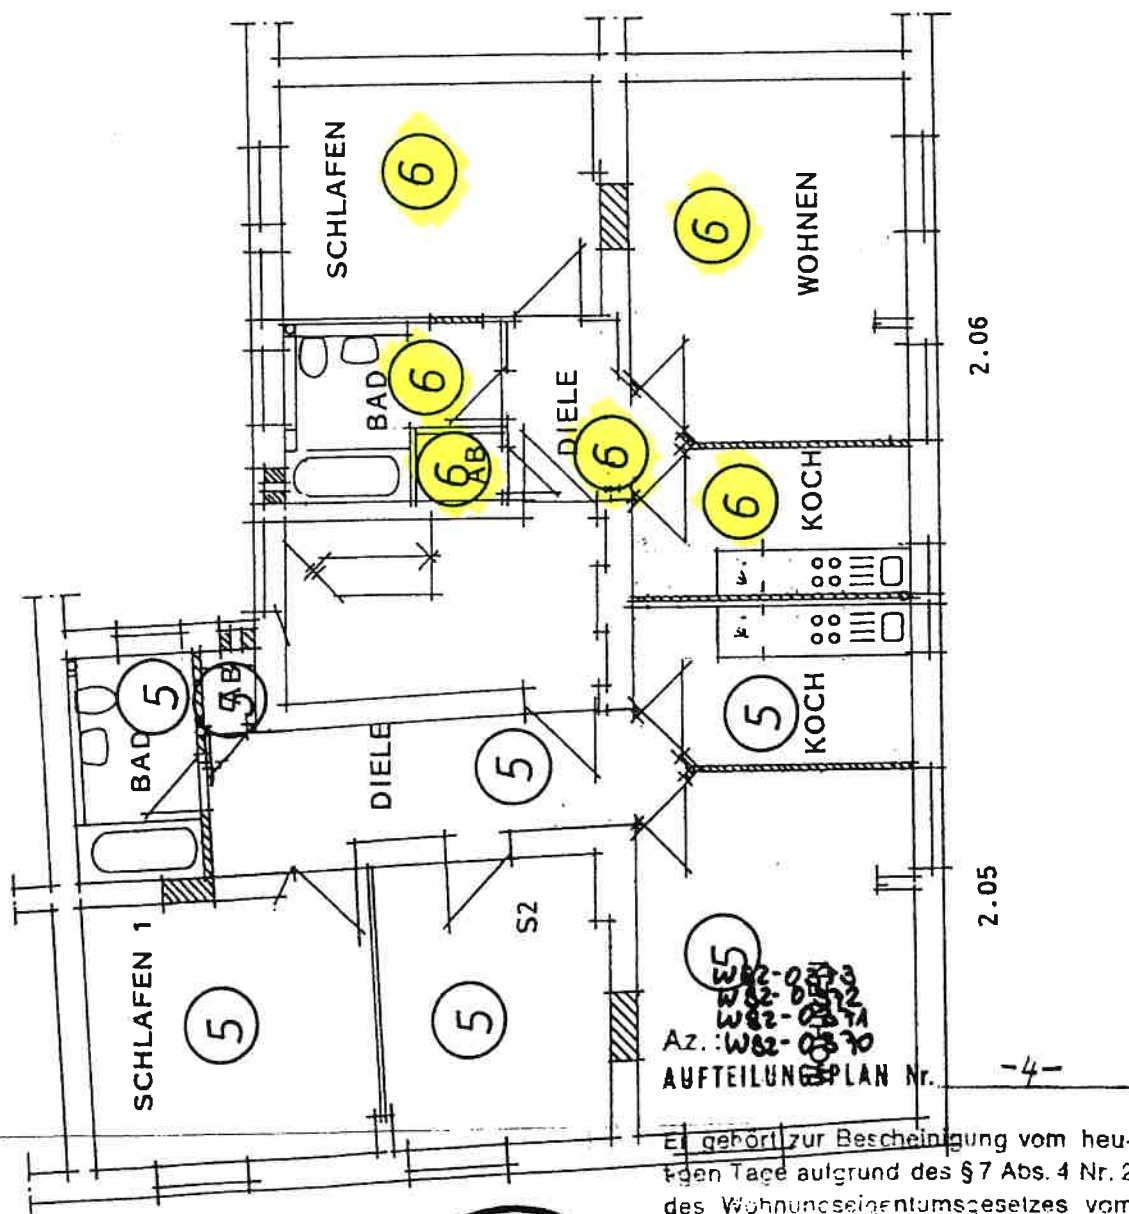 SCHLAFEN
6
6
WOHNEN
BAD
6
6
AB
DIELE
6
6
KOCH
2.06
BAD
5
AB
5
DIELE
5
5
KOCH
SCHLAFEN 1
5
S2
5
5
2.05
W82-0373
W82-0372
W82-0371
Az.: W82-0370
AUFTEILUNGSPLAN Nr. -4-
Er gehört zur Bescheinigung vom heu-
tigen Tage aufgrund des § 7 Abs. 4 Nr. 2
des Wohnungseigentumsgesetzes vom